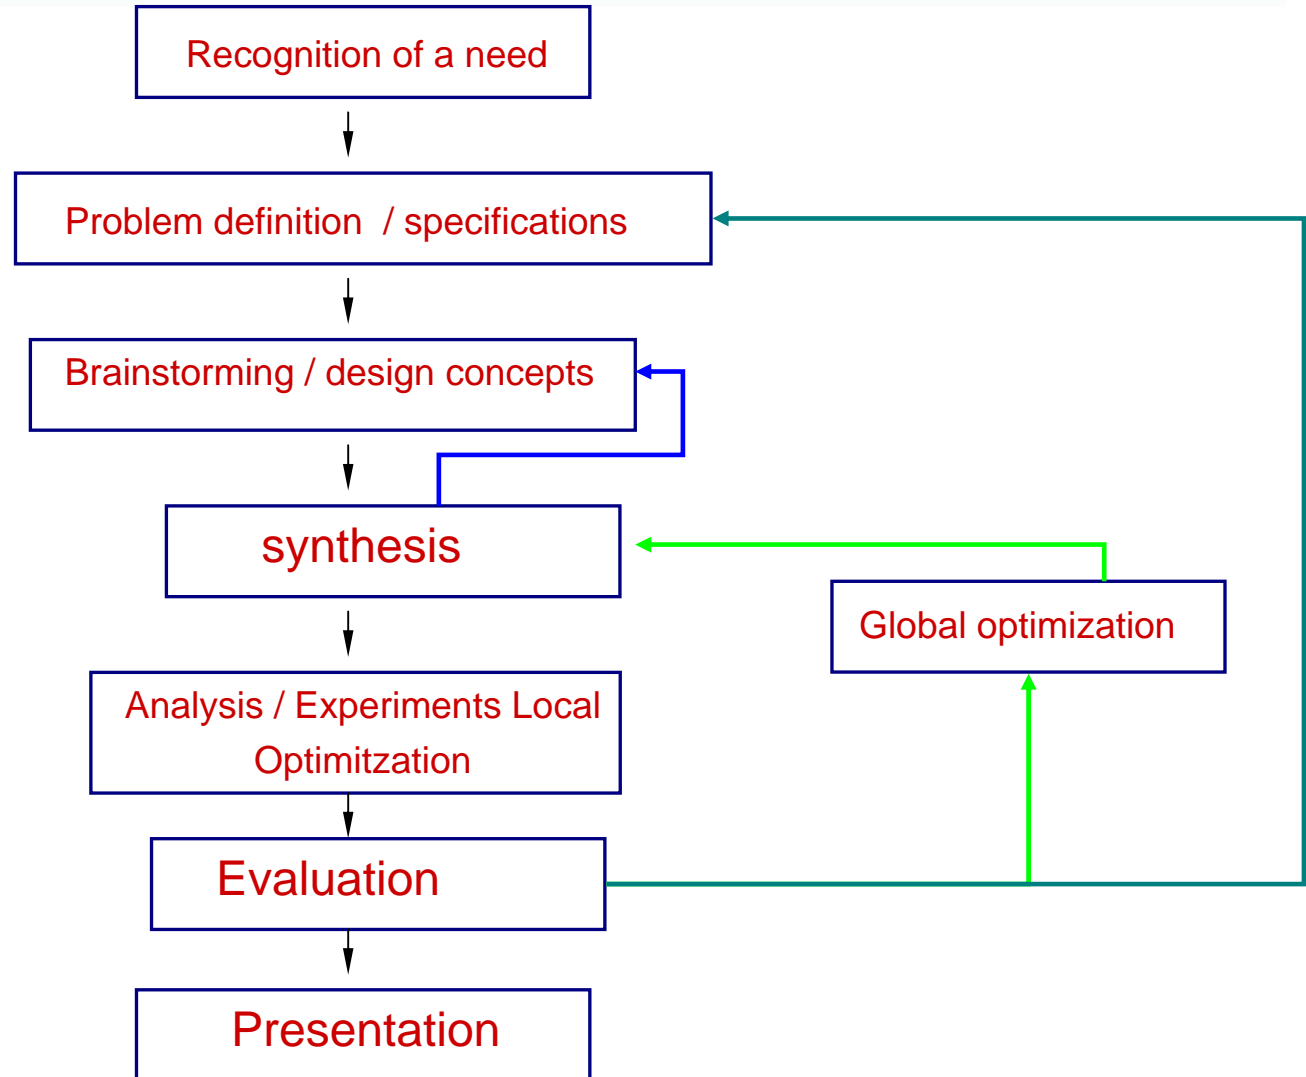 Recognition of a need
Problem definition / specifications
Brainstorming / design concepts
synthesis
Global optimization
Analysis / Experiments Local
Optimitzation
Evaluation
Presentation